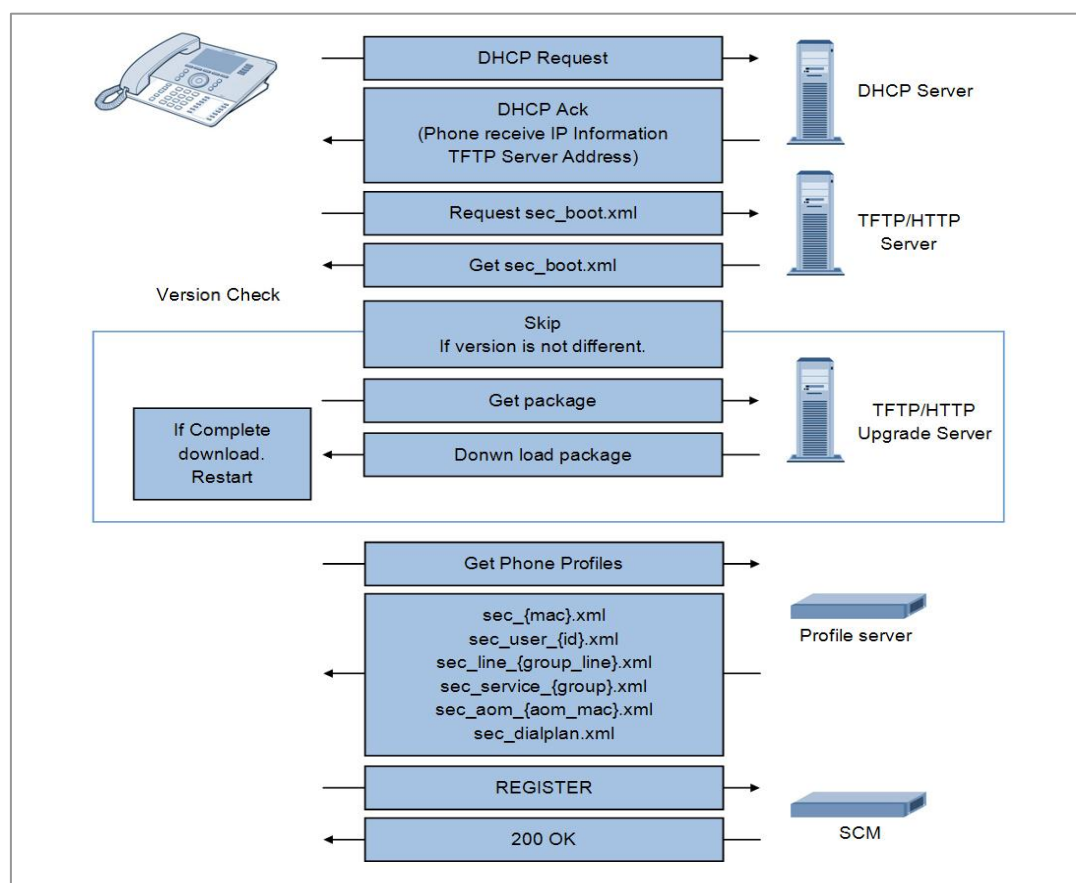 DHCP Request
DHCP Server
DHCP Ack
(Phone receive IP Information
TFTP Server Address)
Request sec_boot.xml
TFTP/HTTP
Server
Get sec_boot.xml
Version Check
Skip
If version is not different.
Get package
TFTP/HTTP
Upgrade Server
If Complete
download.
Restart
Donwn load package
Get Phone Profiles
Profile server
sec_{mac}.xml
sec_user_{id}.xml
sec_line_{group_line}.xml
sec_service_{group}.xml
sec_aom_{aom_mac}.xml
sec_dialplan.xml
REGISTER
SCM
200 OK